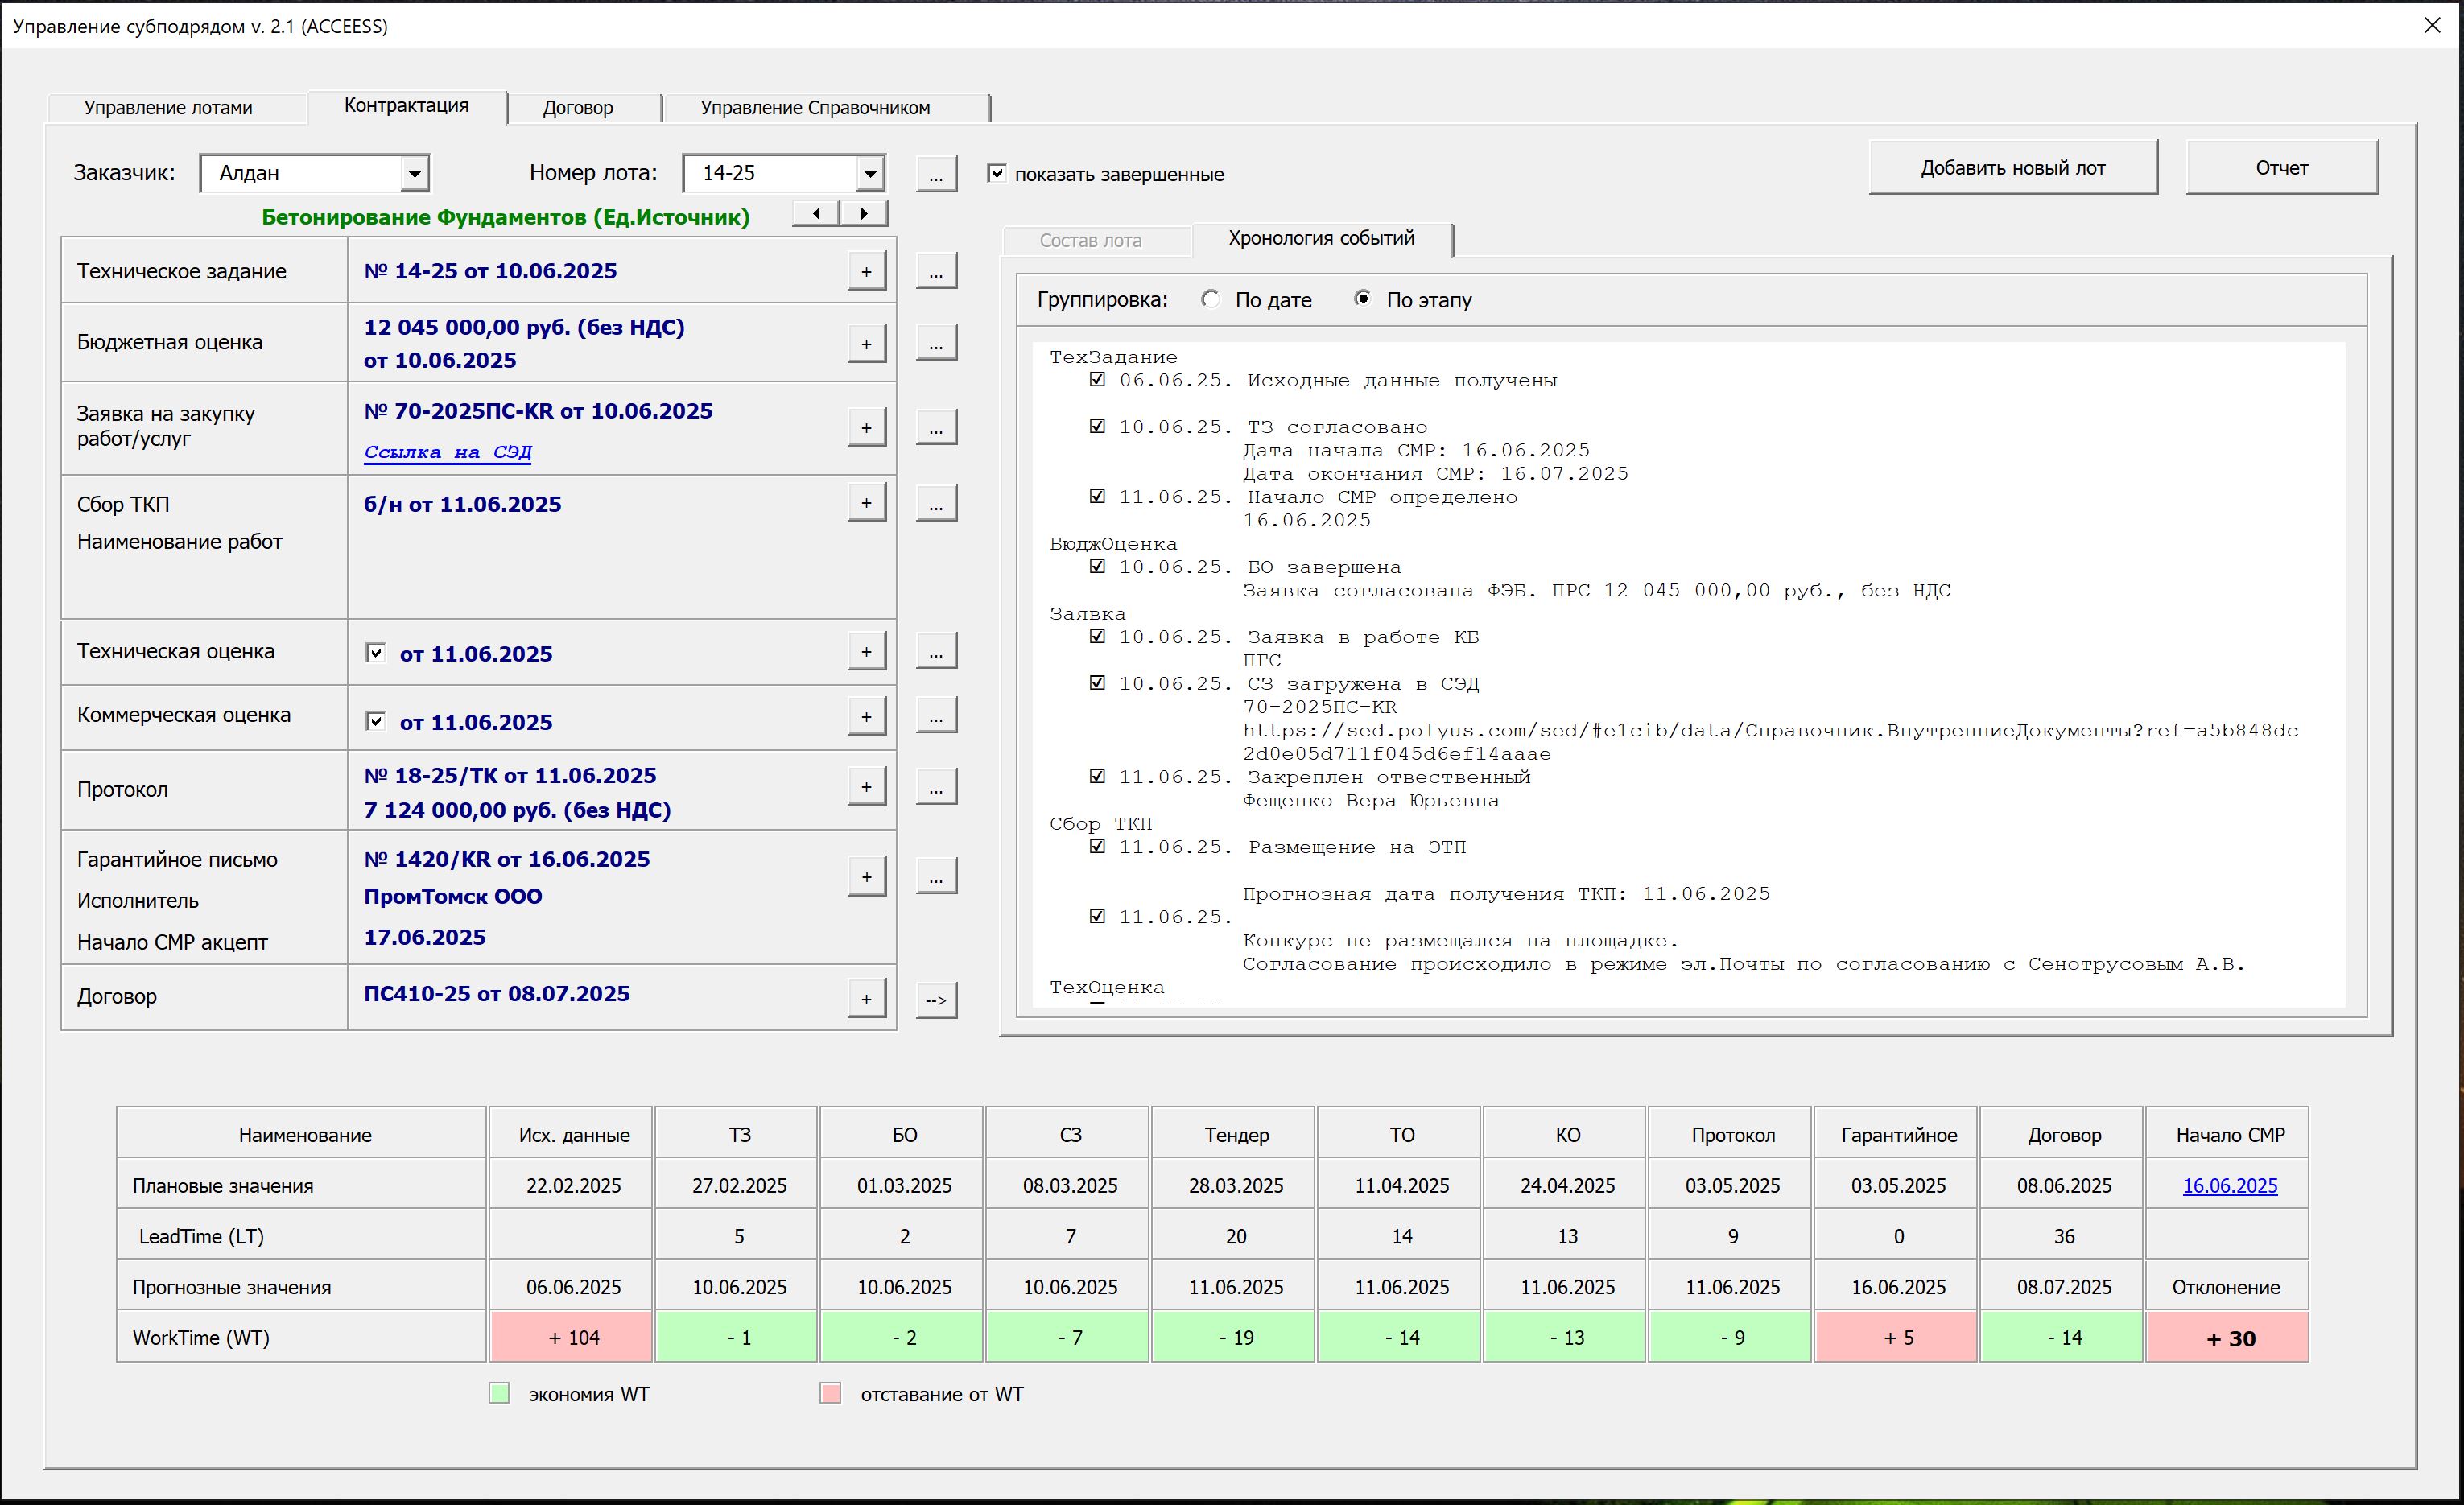 Управление субподрядом v. 2.1 (ACCEESS)
Управление лотами
Контрактация
Договор
Управление Справочником
Заказчик: Алдан
Номер лота: 14-25
...
показать завершенные
Добавить новый лот
Отчет
Бетонирование Фундаментов (Ед.Источник)
Техническое задание
№ 14-25 от 10.06.2025
+ ...
Бюджетная оценка
12 045 000,00 руб. (без НДС)
от 10.06.2025
+ ...
Заявка на закупку
работ/услуг
№ 70-2025ПС-KR от 10.06.2025
Ссылка на СЭД
+ ...
Сбор ТКП
б/н от 11.06.2025
+ ...
Наименование работ
Техническая оценка
от 11.06.2025
+ ...
Коммерческая оценка
от 11.06.2025
+ ...
Протокол
№ 18-25/ТК от 11.06.2025
7 124 000,00 руб. (без НДС)
+ ...
Гарантийное письмо
№ 1420/KR от 16.06.2025
+ ...
Исполнитель
ПромТомск ООО
Начало СМР акцепт
17.06.2025
Договор
ПС410-25 от 08.07.2025
+ -->
Состав лота
Хронология событий
Группировка: По дате По этапу
ТехЗадание
06.06.25. Исходные данные получены
10.06.25. ТЗ согласовано
Дата начала СМР: 16.06.2025
Дата окончания СМР: 16.07.2025
11.06.25. Начало СМР определено
16.06.2025
БюджОценка
10.06.25. БО завершена
Заявка согласована ФЭБ. ПРС 12 045 000,00 руб., без НДС
Заявка
10.06.25. Заявка в работе КБ
ПГС
10.06.25. СЗ загружена в СЭД
70-2025ПС-KR
https://sed.polyus.com/sed/#e1cib/data/Справочник.ВнутренниеДокументы?ref=a5b848dc
2d0e05d711f045d6ef14aaae
11.06.25. Закреплен отвественный
Фещенко Вера Юрьевна
Сбор ТКП
11.06.25. Размещение на ЭТП
Прогнозная дата получения ТКП: 11.06.2025
11.06.25.
Конкурс не размещался на площадке.
Согласование происходило в режиме эл.Почты по согласованию с Сенотрусовым А.В.
ТехОценка
Наименование Исх. данные ТЗ БО СЗ Тендер ТО КО Протокол Гарантийное Договор Начало СМР
Плановые значения 22.02.2025 27.02.2025 01.03.2025 08.03.2025 28.03.2025 11.04.2025 24.04.2025 03.05.2025 03.05.2025 08.06.2025 16.06.2025
LeadTime (LT) 5 2 7 20 14 13 9 0 36
Прогнозные значения 06.06.2025 10.06.2025 10.06.2025 10.06.2025 11.06.2025 11.06.2025 11.06.2025 11.06.2025 16.06.2025 08.07.2025 Отклонение
WorkTime (WT) + 104 - 1 - 2 - 7 - 19 - 14 - 13 - 9 + 5 - 14 + 30
экономия WT
отставание от WT